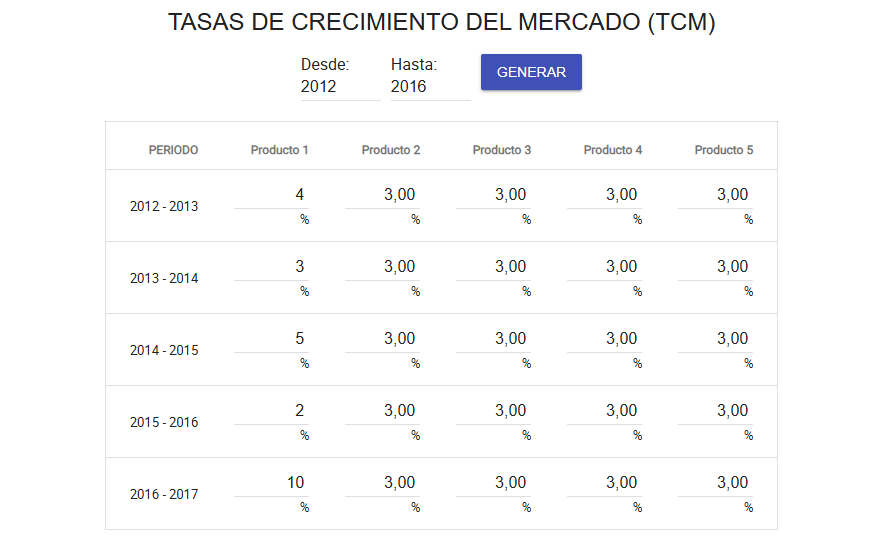 TASAS DE CRECIMIENTO DEL MERCADO (TCM)
Desde: Hasta:
2012 2016 GENERAR
PERIODO Producto 1 Producto 2 Producto 3 Producto 4 Producto 5
2012 - 2013 4 3,00 3,00 3,00 3,00
% % % % %
2013 - 2014 3 3,00 3,00 3,00 3,00
% % % % %
2014 - 2015 5 3,00 3,00 3,00 3,00
% % % % %
2015 - 2016 2 3,00 3,00 3,00 3,00
% % % % %
2016 - 2017 10 3,00 3,00 3,00 3,00
% % % % %